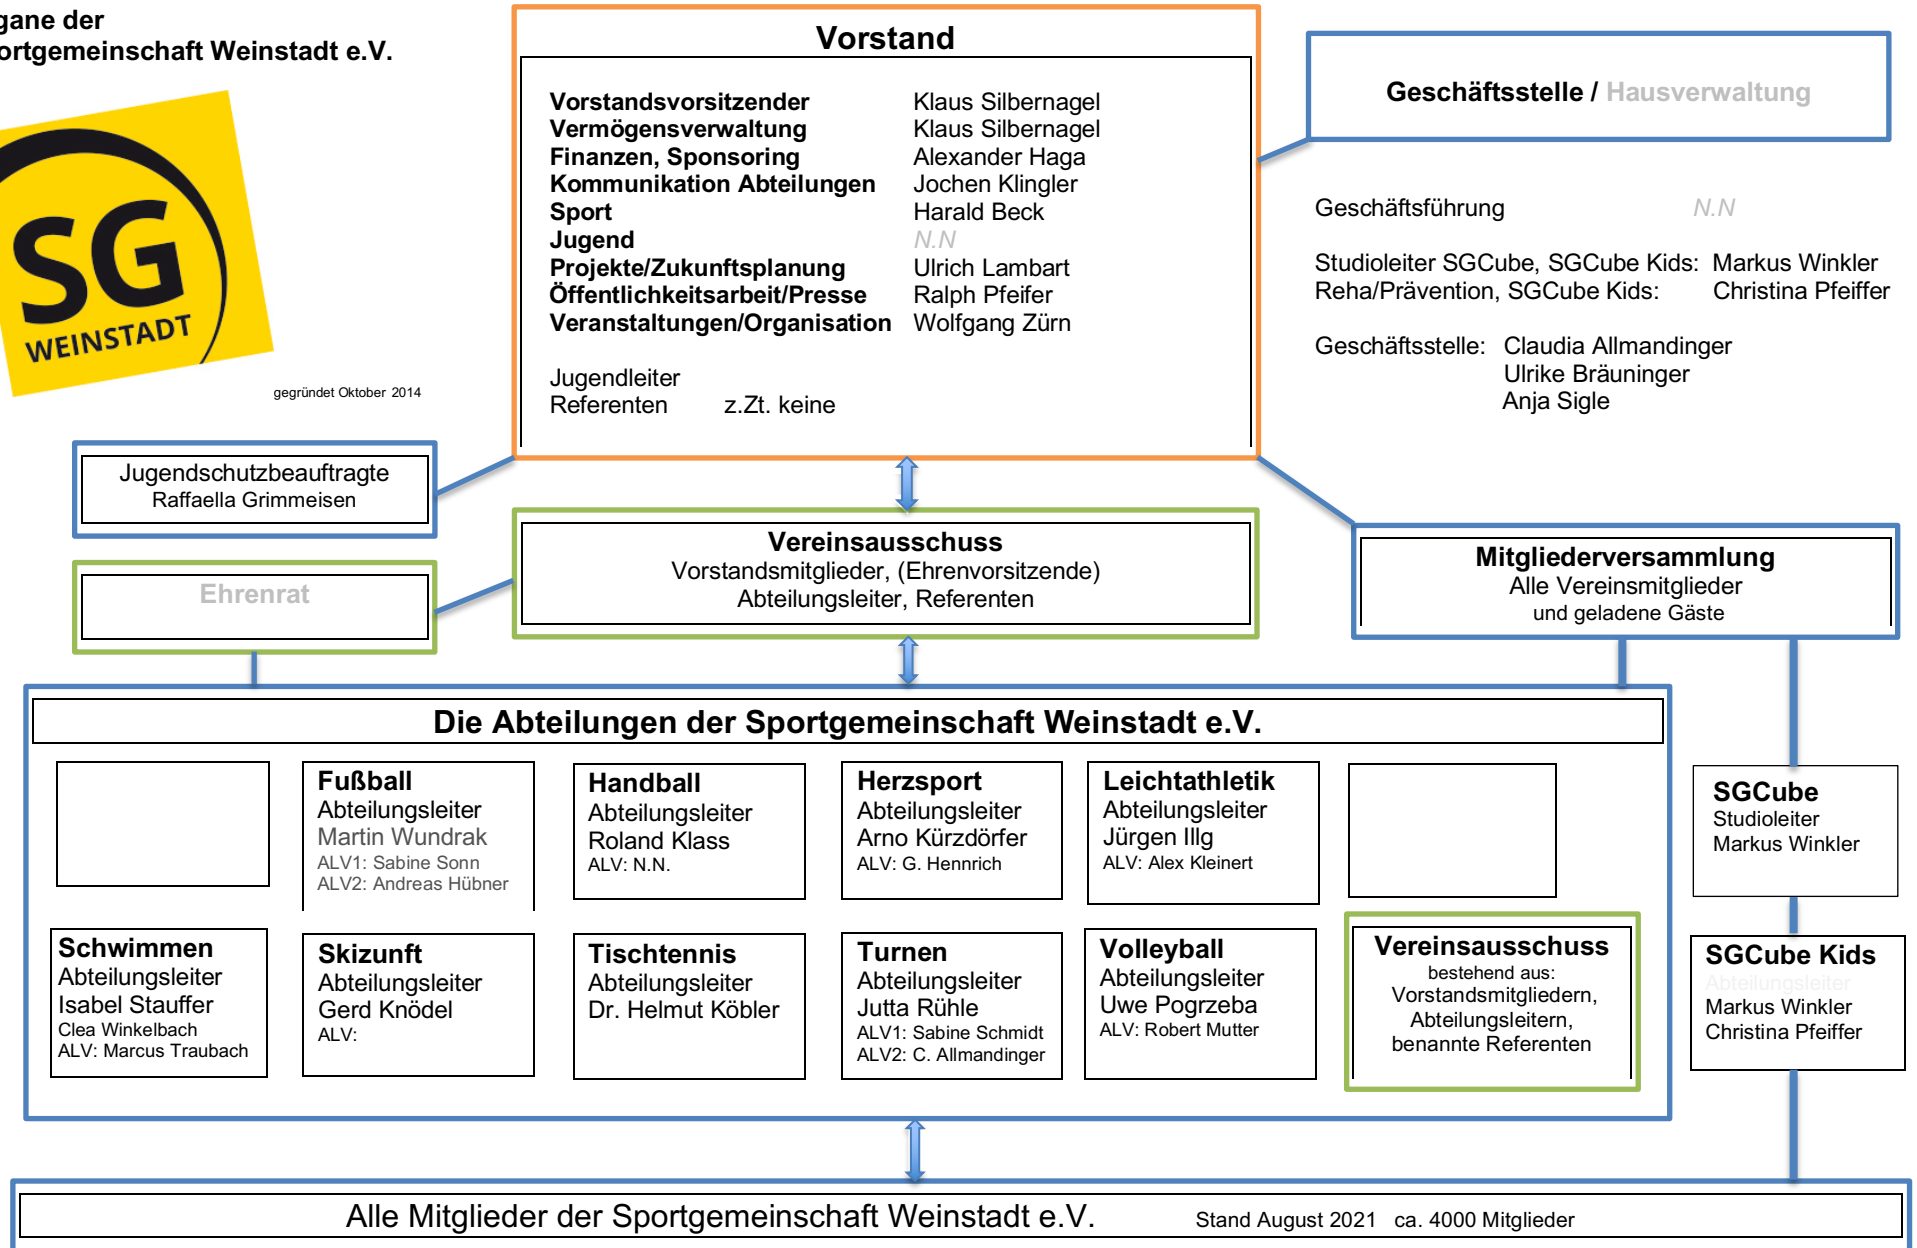 gane der
ortgemeinschaft Weinstadt e.V.
SG
WEINSTADT
gegründet Oktober 2014
Vorstand
Vorstandsvorsitzender Klaus Silbernagel
Vermögensverwaltung Klaus Silbernagel
Finanzen, Sponsoring Alexander Haga
Kommunikation Abteilungen Jochen Klingler
Sport Harald Beck
Jugend N.N
Projekte/Zukunftsplanung Ulrich Lambart
Öffentlichkeitsarbeit/Presse Ralph Pfeifer
Veranstaltungen/Organisation Wolfgang Zürn
Jugendleiter
Referenten z.Zt. keine
Geschäftsstelle / Hausverwaltung
Geschäftsführung N.N
Studioleiter SGCube, SGCube Kids: Markus Winkler
Reha/Prävention, SGCube Kids: Christina Pfeiffer
Geschäftsstelle: Claudia Allmandinger
Ulrike Bräuninger
Anja Sigle
Jugendschutzbeauftragte
Raffaella Grimmeisen
Ehrenrat
Vereinsausschuss
Vorstandsmitglieder, (Ehrenvorsitzende)
Abteilungsleiter, Referenten
Mitgliederversammlung
Alle Vereinsmitglieder
und geladene Gäste
Die Abteilungen der Sportgemeinschaft Weinstadt e.V.
Fußball
Abteilungsleiter
Martin Wundrak
ALV1: Sabine Sonn
ALV2: Andreas Hübner
Handball
Abteilungsleiter
Roland Klass
ALV: N.N.
Herzsport
Abteilungsleiter
Arno Kürzdörfer
ALV: G. Hennrich
Leichtathletik
Abteilungsleiter
Jürgen Illg
ALV: Alex Kleinert
SGCube
Studioleiter
Markus Winkler
Schwimmen
Abteilungsleiter
Isabel Stauffer
Clea Winkelbach
ALV: Marcus Traubach
Skizunft
Abteilungsleiter
Gerd Knödel
ALV:
Tischtennis
Abteilungsleiter
Dr. Helmut Köbler
Turnen
Abteilungsleiter
Jutta Rühle
ALV1: Sabine Schmidt
ALV2: C. Allmandinger
Volleyball
Abteilungsleiter
Uwe Pogrzeba
ALV: Robert Mutter
Vereinsausschuss
bestehend aus:
Vorstandsmitgliedern,
Abteilungsleitern,
benannte Referenten
SGCube Kids
Abteilungsleiter
Markus Winkler
Christina Pfeiffer
Alle Mitglieder der Sportgemeinschaft Weinstadt e.V. Stand August 2021 ca. 4000 Mitglieder